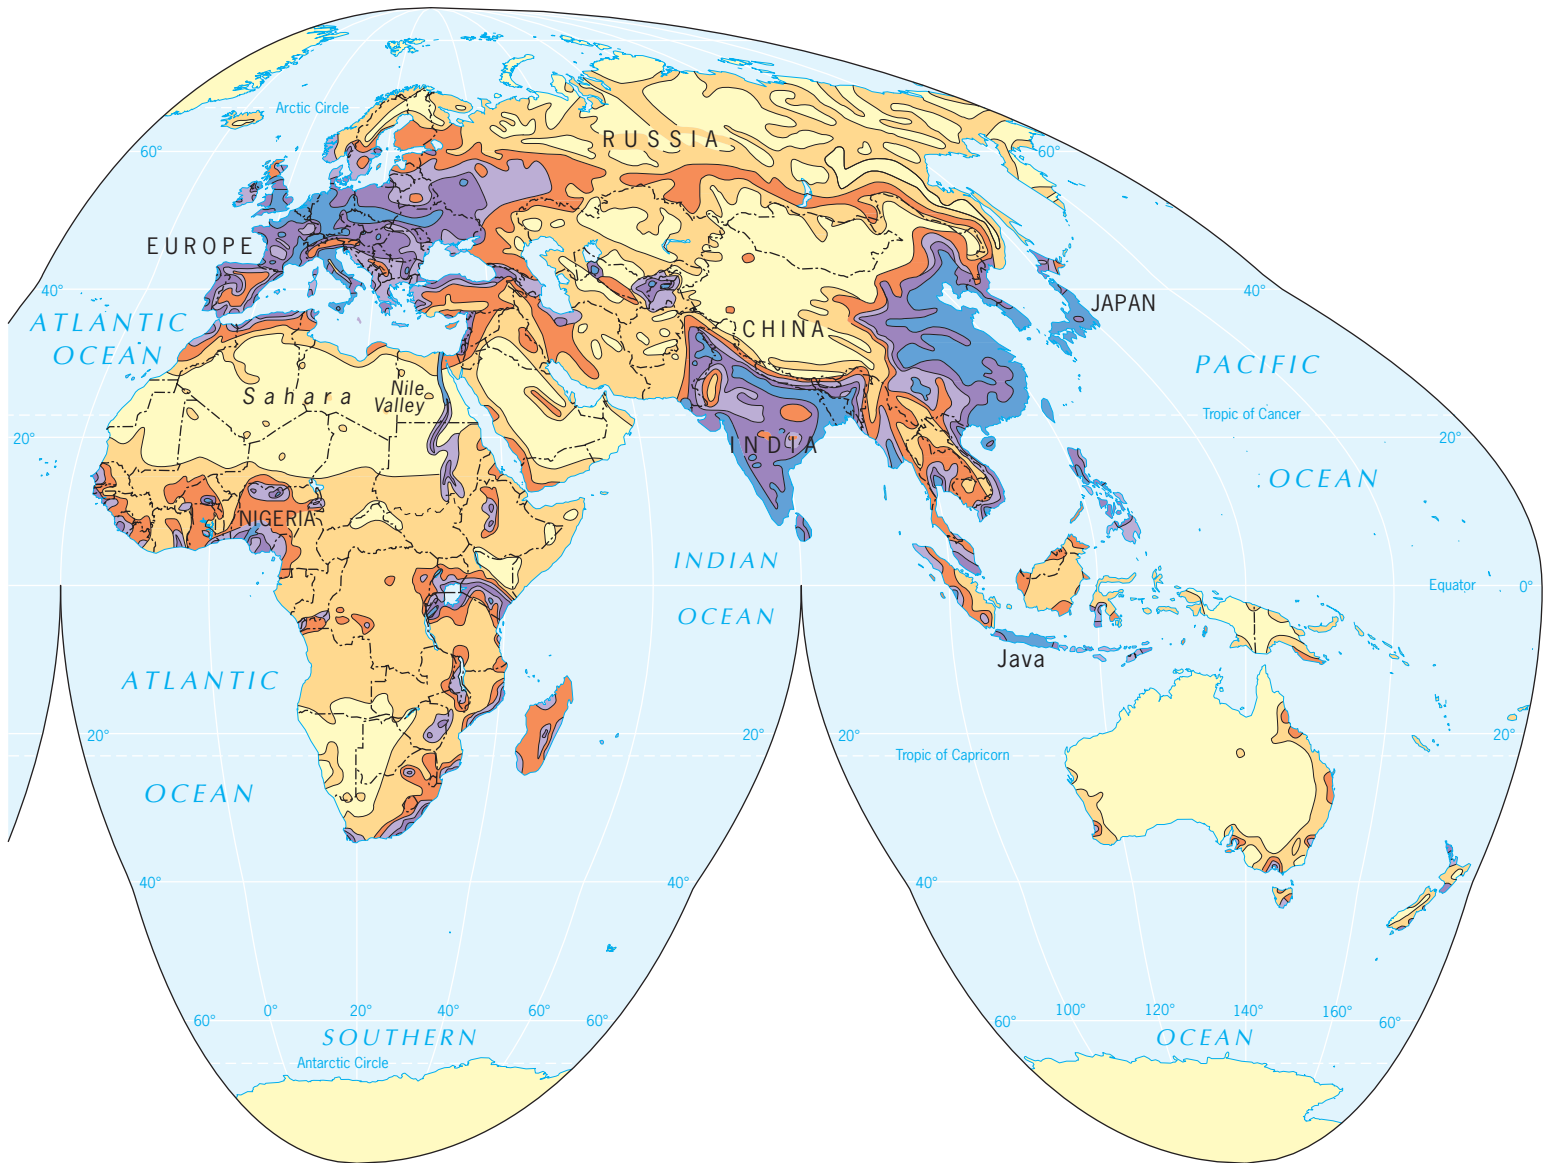 Arctic Circle
60°
RUSSIA
60°
EUROPE
40°
40°
JAPAN
ATLANTIC
OCEAN
CHINA
PACIFIC
Sahara
Nile
Valley
Tropic of Cancer
20°
INDIA
20°
OCEAN
NIGERIA
INDIAN
Equator
0°
OCEAN
Java
ATLANTIC
20°
20°
20°
20°
Tropic of Capricorn
OCEAN
40°
40°
40°
60°
0°
20°
40°
60°
60°
60°
100°
120°
140°
160°
60°
SOUTHERN
OCEAN
Antarctic Circle